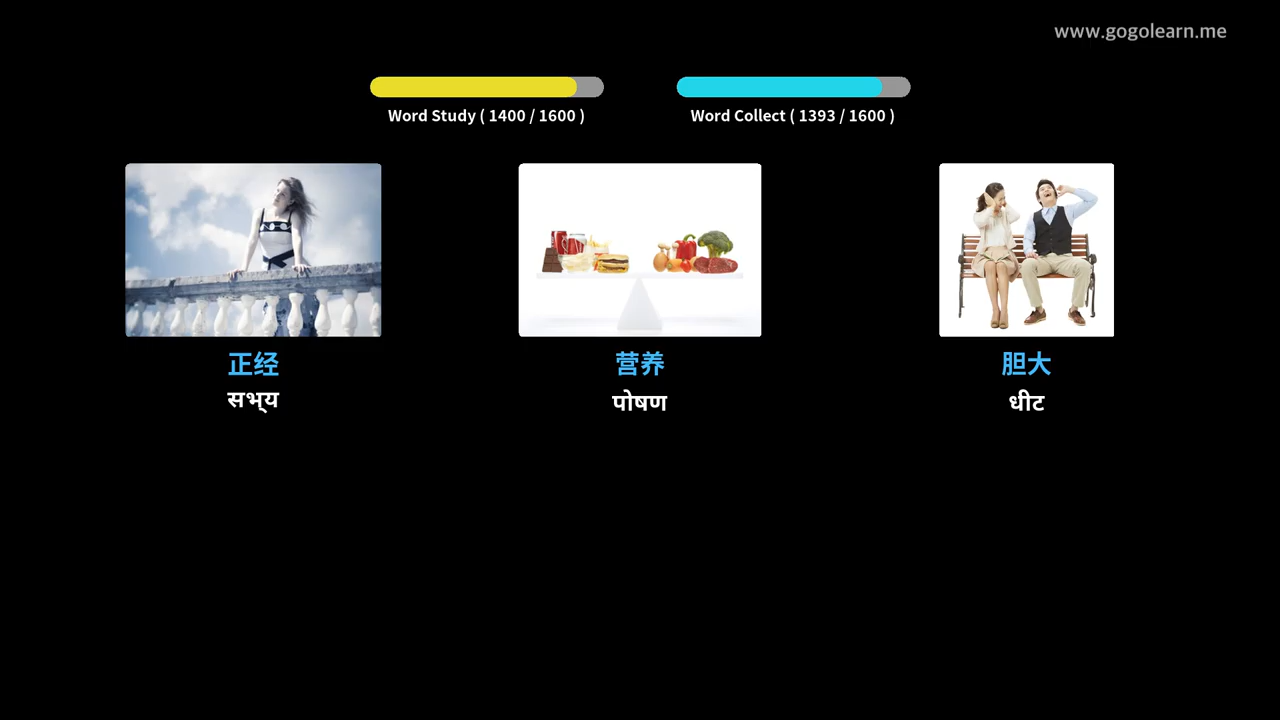 www.gogolearn.me
Word Study ( 1400 / 1600 )
Word Collect ( 1393 / 1600 )
正经
सभ्‌य
营养
पोषण
胆大
धीट